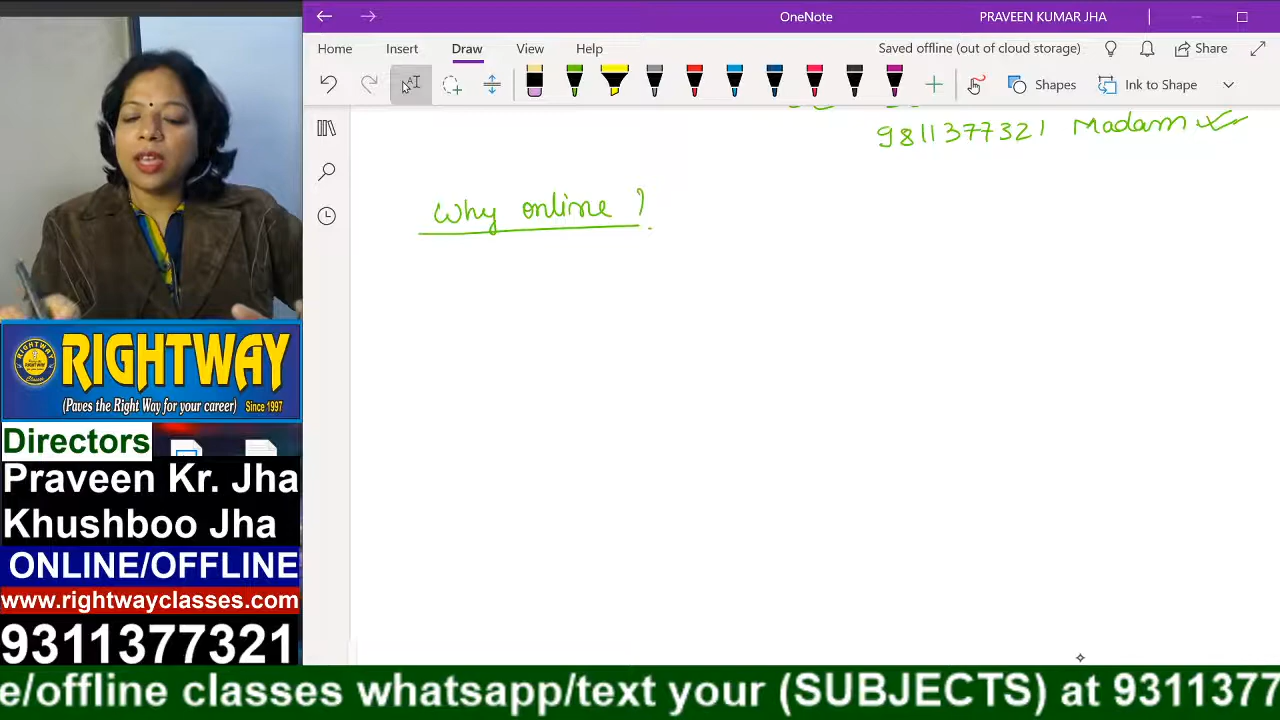 OneNote
PRAVEEN KUMAR JHA
Home Insert Draw View Help
Saved offline (out of cloud storage)
Share
Shapes
Ink to Shape
9811377321 Madam
Why online ?
RIGHTWAY
RIGHTWAY
(Paves the Right Way for your career) Since 1997
Directors
Praveen Kr. Jha
Khushboo Jha
ONLINE/OFFLINE
www.rightwayclasses.com
9311377321
e/offline classes whatsapp/text your (SUBJECTS) at 9311377